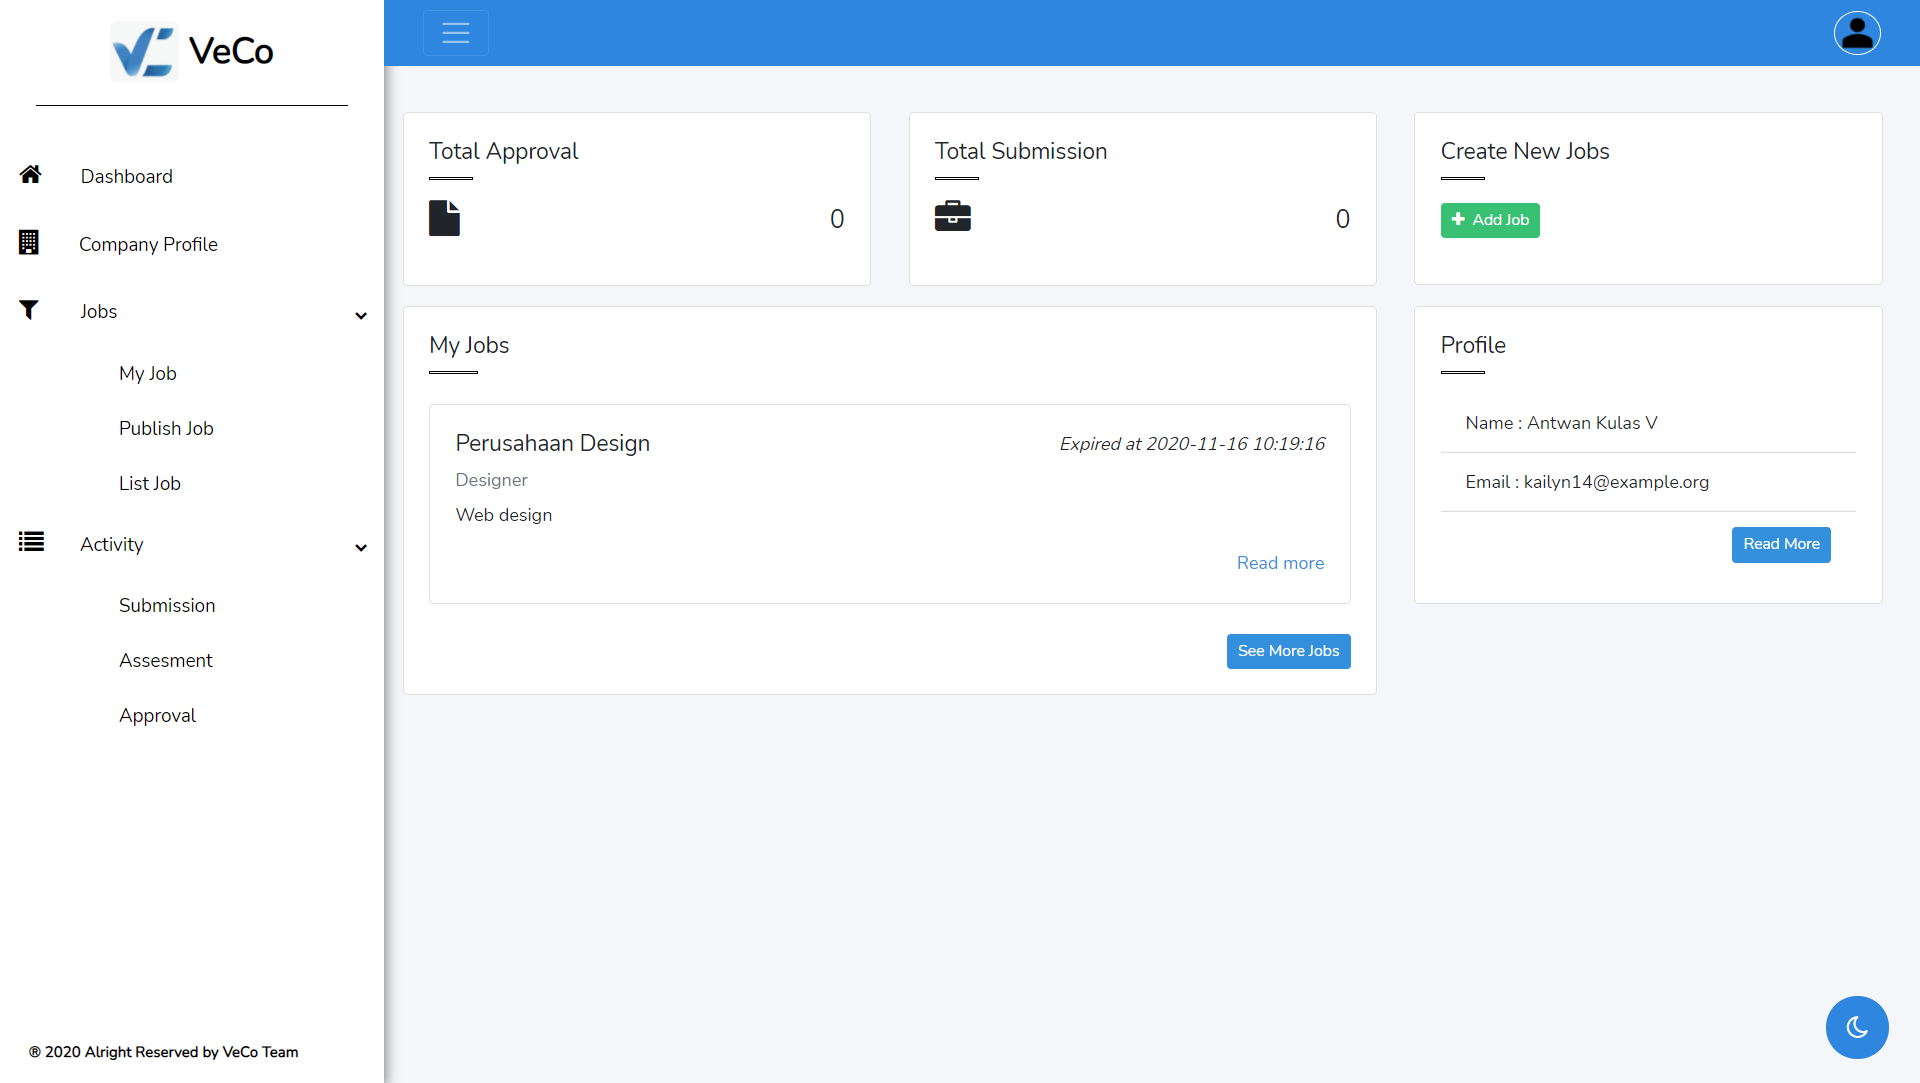 VeCo
Dashboard
Company Profile
Jobs
My Job
Publish Job
List Job
Activity
Submission
Assesment
Approval
® 2020 Alright Reserved by VeCo Team
Total Approval
0
Total Submission
0
Create New Jobs
Add Job
My Jobs
Perusahaan Design
Expired at 2020-11-16 10:19:16
Designer
Web design
Read more
See More Jobs
Profile
Name : Antwan Kulas V
Email : kailyn14@example.org
Read More